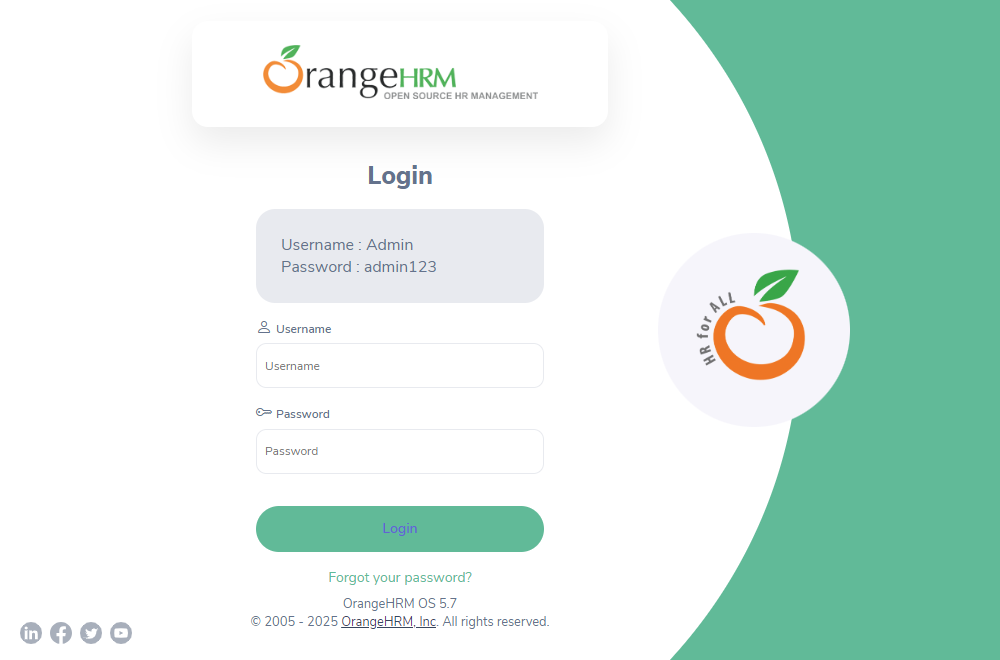 OrangeHRM
OPEN SOURCE HR MANAGEMENT
Login
Username : Admin
Password : admin123
Username
Username
Password
Password
Login
Forgot your password?
OrangeHRM OS 5.7
© 2005 - 2025 OrangeHRM, Inc. All rights reserved.
HR for ALL